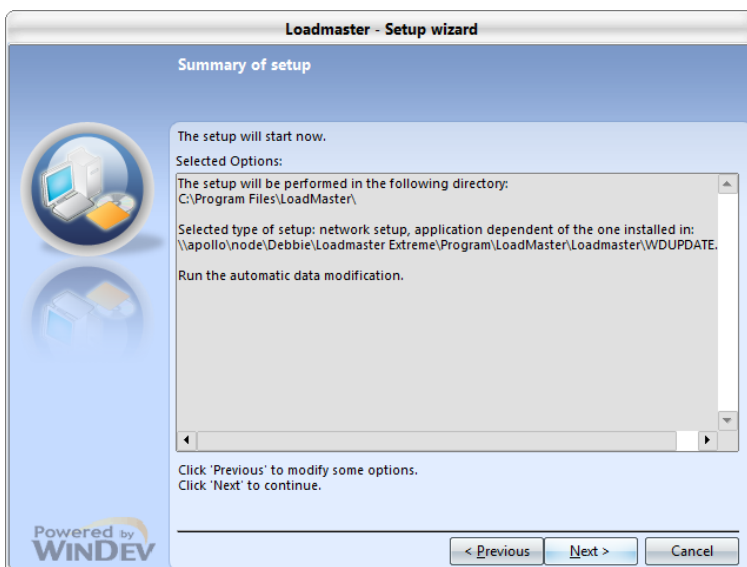 Loadmaster - Setup wizard
Summary of setup
The setup will start now.
Selected Options:
The setup will be performed in the following directory:
C:\Program Files\LoadMaster\
Selected type of setup: network setup, application dependent of the one installed in:
\\apollo\node\Debbie\Loadmaster Extreme\Program\LoadMaster\Loadmaster\WDUPDATE.
Run the automatic data modification.
Click 'Previous' to modify some options.
Click 'Next' to continue.
Powered by
WINDEV
< Previous Next > Cancel